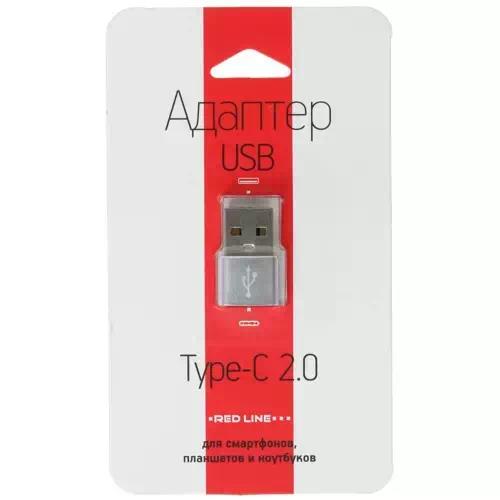 Адаптер
USB
Type-C 2.0
RED LINE
для смартфонов,
планшетов и ноутбуков